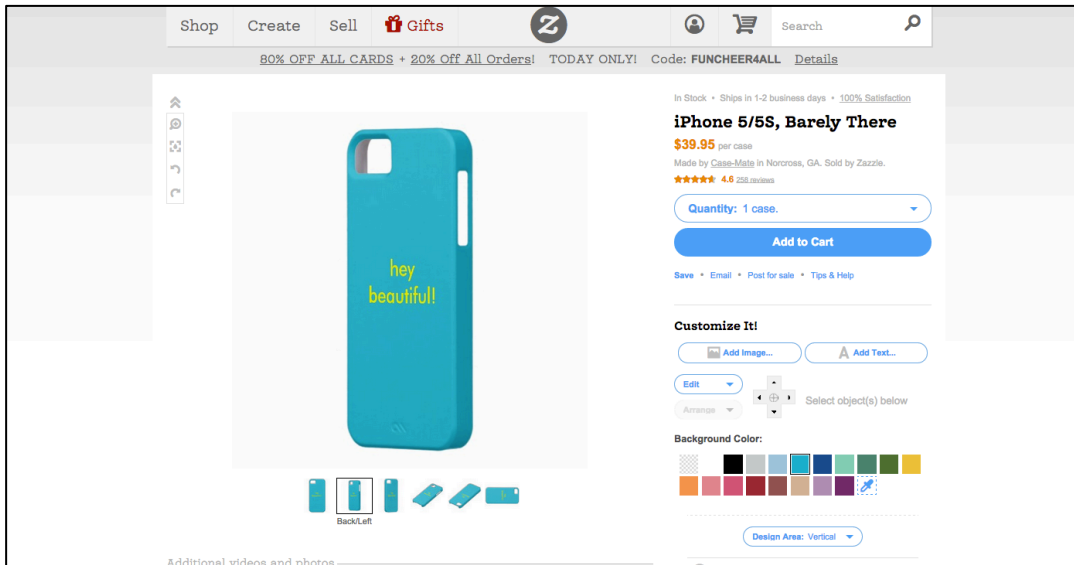 Shop Create Sell Gifts Z Search
80% OFF ALL CARDS + 20% Off All Orders! TODAY ONLY! Code: FUNCHEER4ALL Details
In Stock • Ships in 1-2 business days • 100% Satisfaction
iPhone 5/5S, Barely There
$39.95 per case
Made by Case-Mate in Norcross, GA. Sold by Zazzle.
4.6 256 reviews
Quantity: 1 case.
Add to Cart
Save • Email • Post for sale • Tips & Help
hey
beautiful!
Customize It!
Add Image... A Add Text...
Edit
Arrange
Select object(s) below
Background Color:
Back/Left
Design Area: Vertical
Additional videos and photos